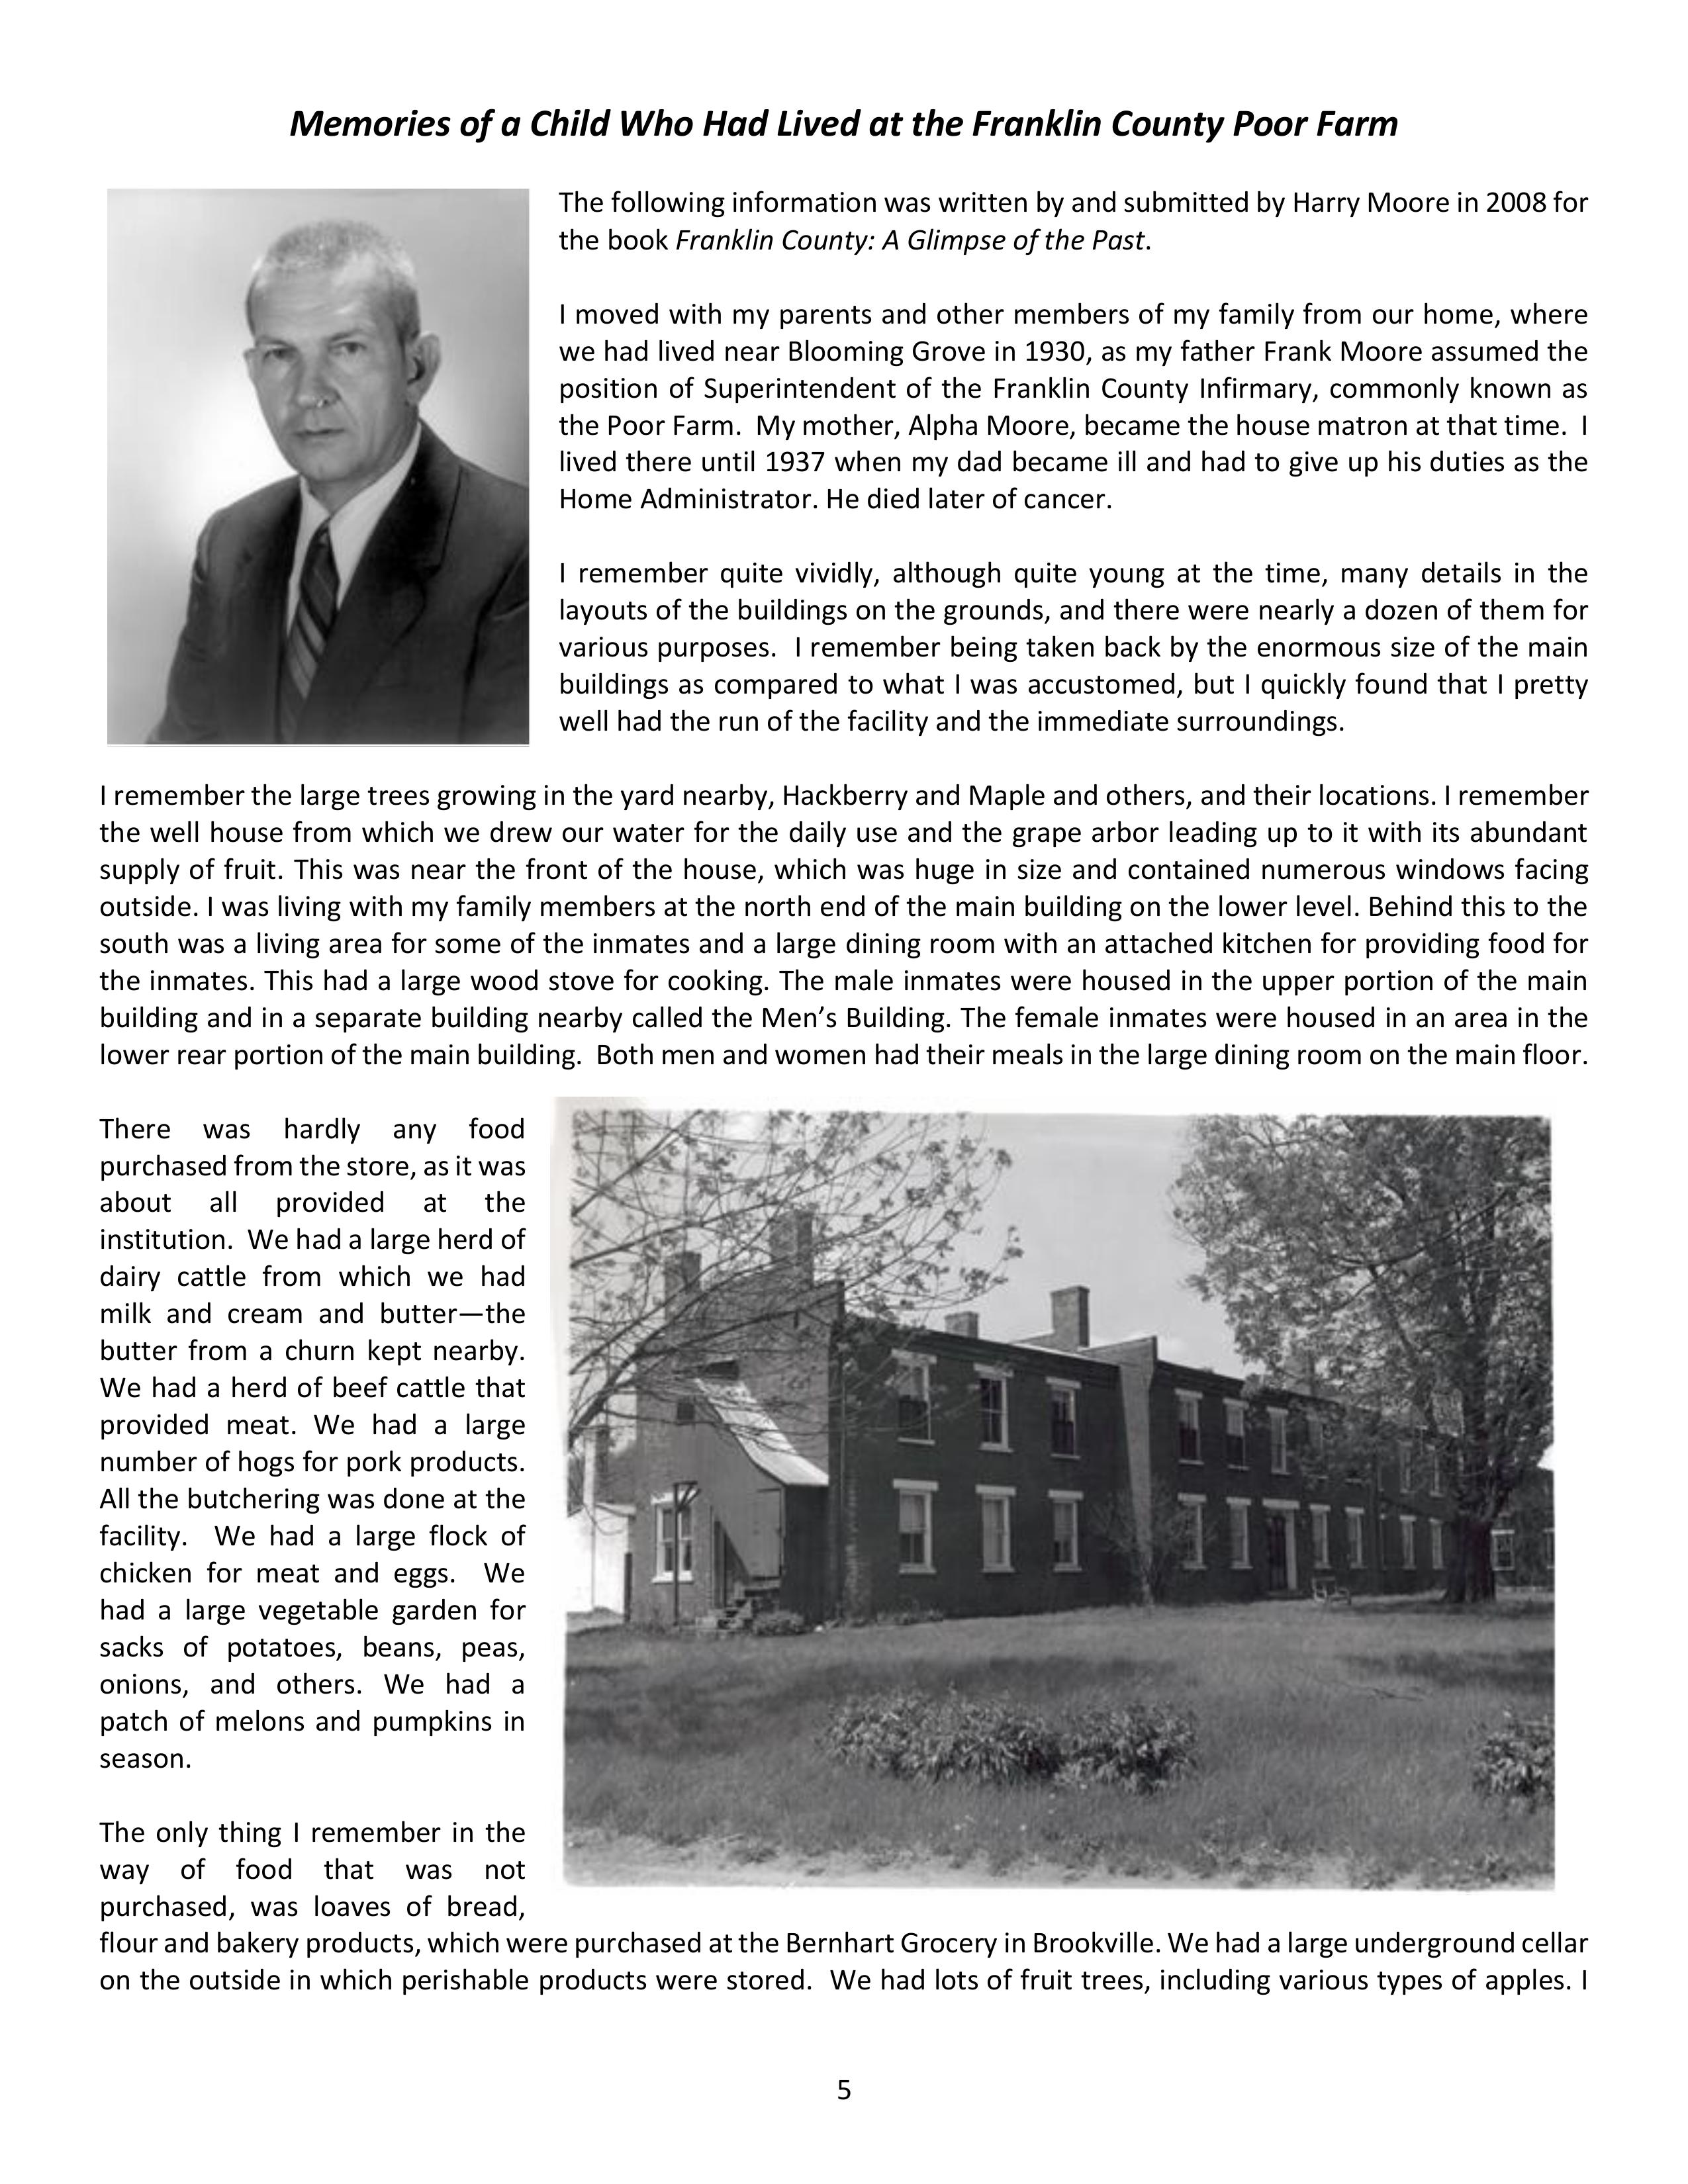 Memories of a Child Who Had Lived at the Franklin County Poor Farm
The following information was written by and submitted by Harry Moore in 2008 for
the book Franklin County: A Glimpse of the Past.
I moved with my parents and other members of my family from our home, where
we had lived near Blooming Grove in 1930, as my father Frank Moore assumed the
position of Superintendent of the Franklin County Infirmary, commonly known as
the Poor Farm.  My mother, Alpha Moore, became the house matron at that time.  I
lived there until 1937 when my dad became ill and had to give up his duties as the
Home Administrator. He died later of cancer.
I remember quite vividly, although quite young at the time, many details in the
layouts of the buildings on the grounds, and there were nearly a dozen of them for
various purposes.  I remember being taken back by the enormous size of the main
buildings as compared to what I was accustomed, but I quickly found that I pretty
well had the run of the facility and the immediate surroundings.
I remember the large trees growing in the yard nearby, Hackberry and Maple and others, and their locations. I remember
the well house from which we drew our water for the daily use and the grape arbor leading up to it with its abundant
supply of fruit. This was near the front of the house, which was huge in size and contained numerous windows facing
outside. I was living with my family members at the north end of the main building on the lower level. Behind this to the
south was a living area for some of the inmates and a large dining room with an attached kitchen for providing food for
the inmates. This had a large wood stove for cooking. The male inmates were housed in the upper portion of the main
building and in a separate building nearby called the Men’s Building. The female inmates were housed in an area in the
lower rear portion of the main building.  Both men and women had their meals in the large dining room on the main floor.
There was hardly any food
purchased from the store, as it was
about all provided at the
institution.  We had a large herd of
dairy cattle from which we had
milk and cream and butter—the
butter from a churn kept nearby.
We had a herd of beef cattle that
provided meat. We had a large
number of hogs for pork products.
All the butchering was done at the
facility.  We had a large flock of
chicken for meat and eggs.  We
had a large vegetable garden for
sacks of potatoes, beans, peas,
onions, and others. We had a
patch of melons and pumpkins in
season.
The only thing I remember in the
way of food that was not
purchased, was loaves of bread,
flour and bakery products, which were purchased at the Bernhart Grocery in Brookville. We had a large underground cellar
on the outside in which perishable products were stored.  We had lots of fruit trees, including various types of apples. I
5